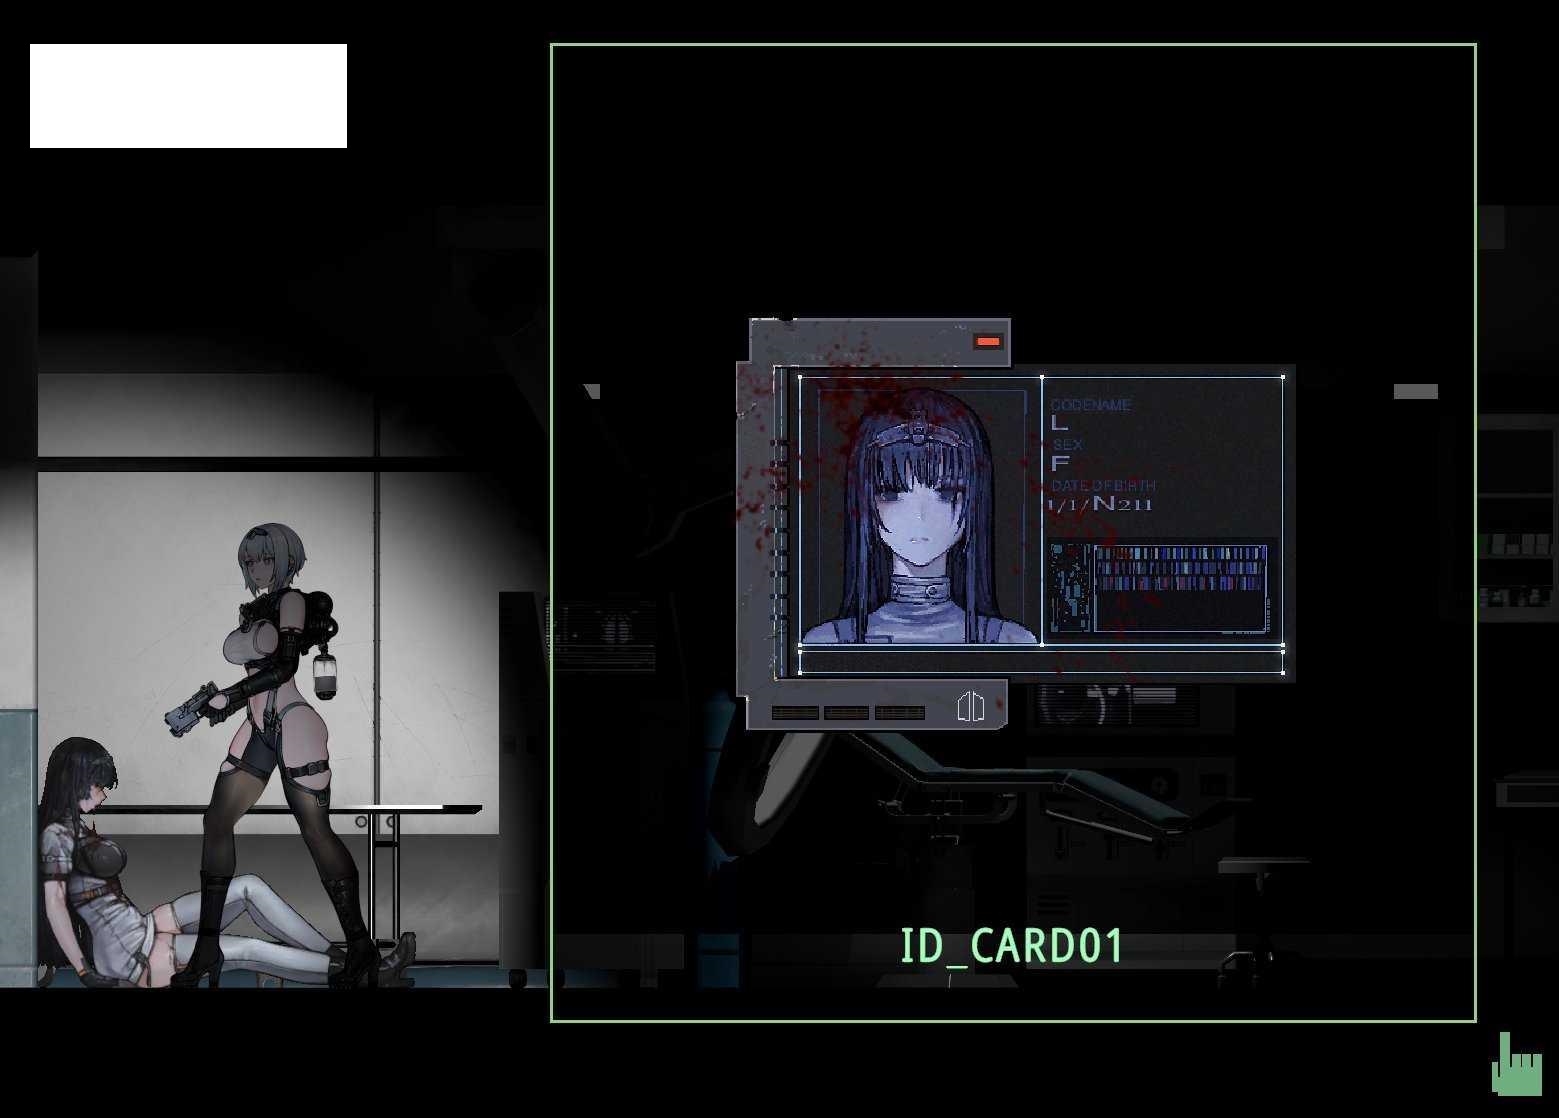 CODENAME
L
SEX
F
DATE OF BIRTH
1/1/N211
ID_CARD01